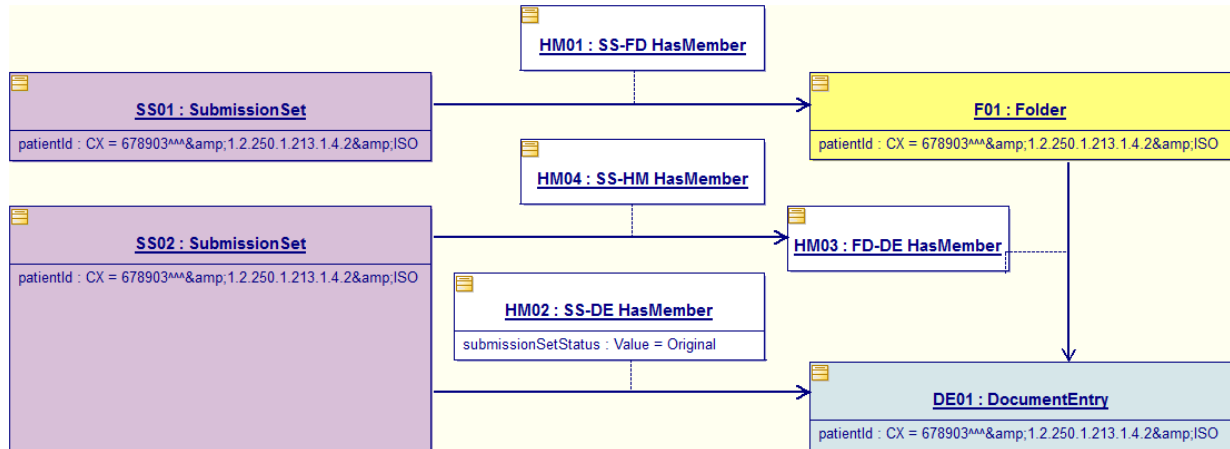 HM01 : SS-FD HasMember
SS01 : SubmissionSet
patientId : CX = 678903^^^&amp;1.2.250.1.213.1.4.2&amp;ISO
F01 : Folder
patientId : CX = 678903^^^&amp;1.2.250.1.213.1.4.2&amp;ISO
HM04 : SS-HM HasMember
SS02 : SubmissionSet
patientId : CX = 678903^^^&amp;1.2.250.1.213.1.4.2&amp;ISO
HM03 : FD-DE HasMember
HM02 : SS-DE HasMember
submissionSetStatus : Value = Original
DE01 : DocumentEntry
patientId : CX = 678903^^^&amp;1.2.250.1.213.1.4.2&amp;ISO